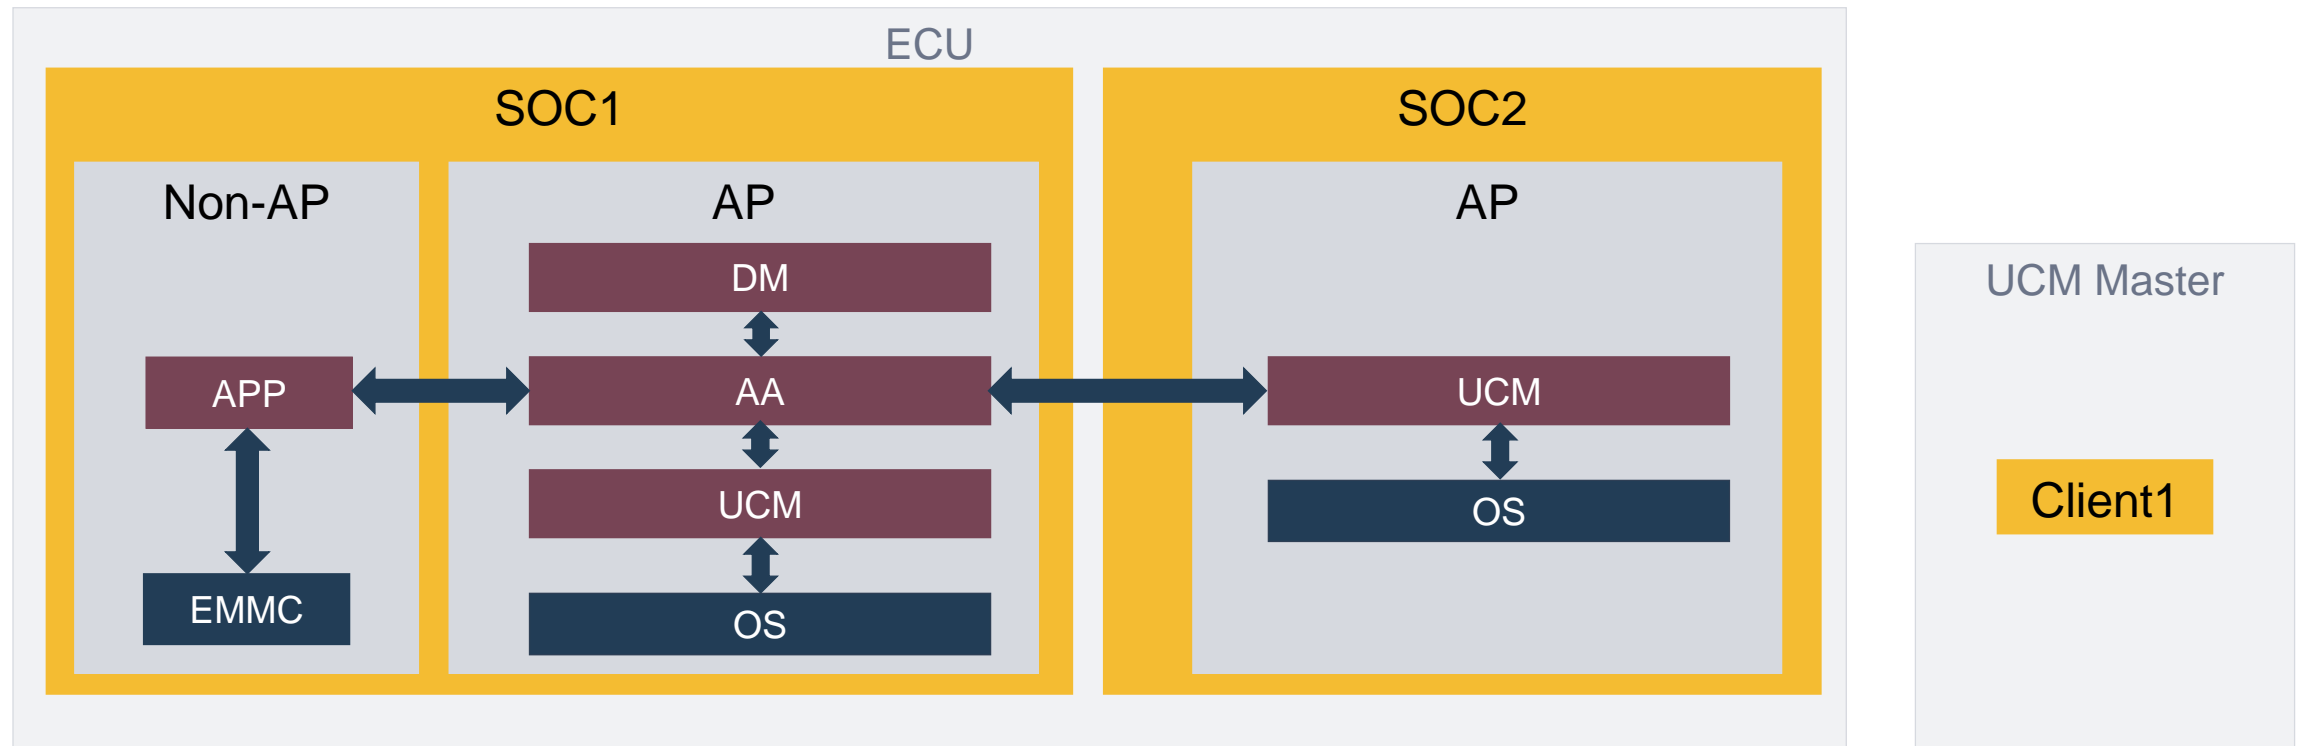 ECU
SOC1
SOC2
Non-AP
AP
AP
DM
APP
AA
UCM
UCM
OS
EMMC
OS
UCM Master
Client1